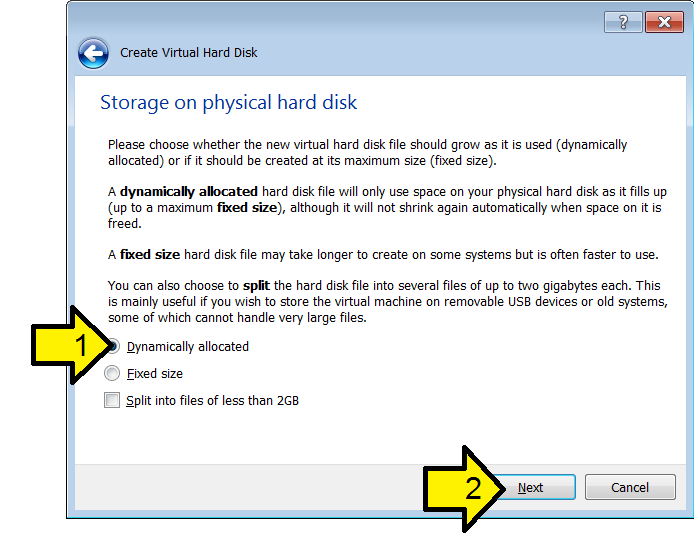 ?
Create Virtual Hard Disk
Storage on physical hard disk
Please choose whether the new virtual hard disk file should grow as it is used (dynamically
allocated) or if it should be created at its maximum size (fixed size).
A dynamically allocated hard disk file will only use space on your physical hard disk as it fills up
(up to a maximum fixed size), although it will not shrink again automatically when space on it is
freed.
A fixed size hard disk file may take longer to create on some systems but is often faster to use.
You can also choose to split the hard disk file into several files of up to two gigabytes each. This
is mainly useful if you wish to store the virtual machine on removable USB devices or old systems,
some of which cannot handle very large files.
1 Dynamically allocated
Fixed size
Split into files of less than 2GB
2 Next Cancel